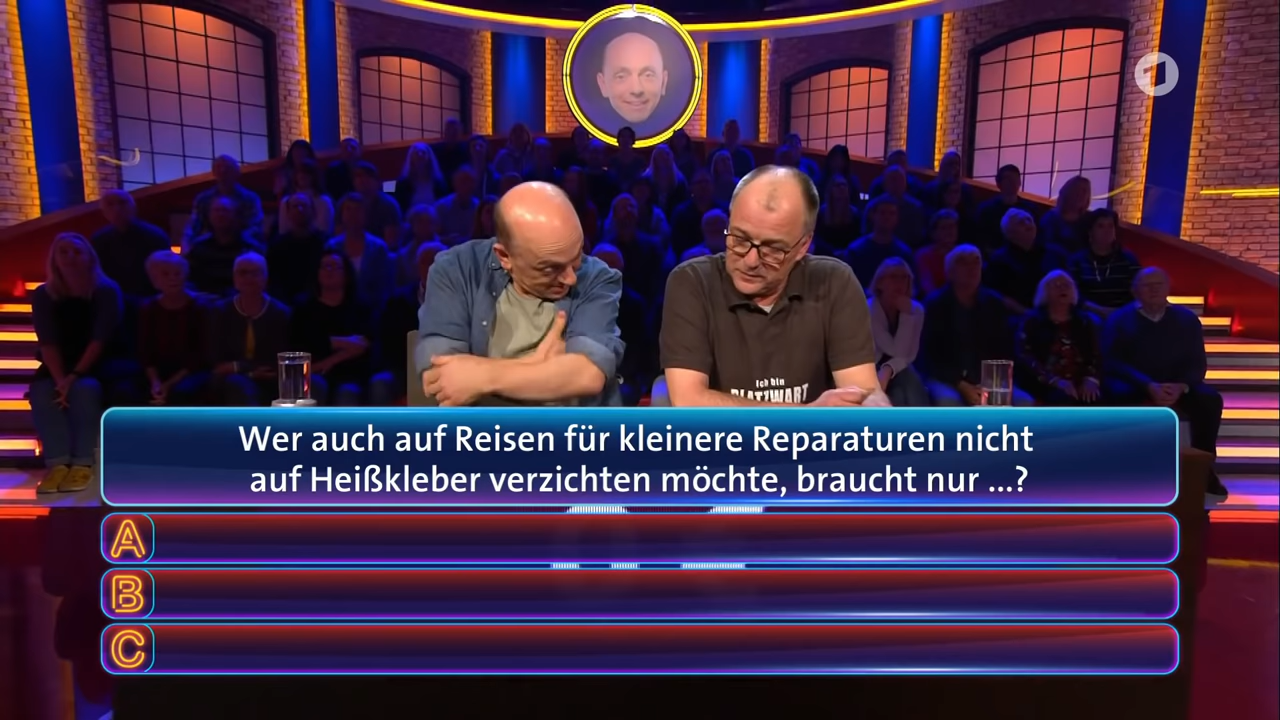 1
Ich bin
PLATZWART
Wer auch auf Reisen für kleinere Reparaturen nicht
auf Heißkleber verzichten möchte, braucht nur ...?
A
B
C